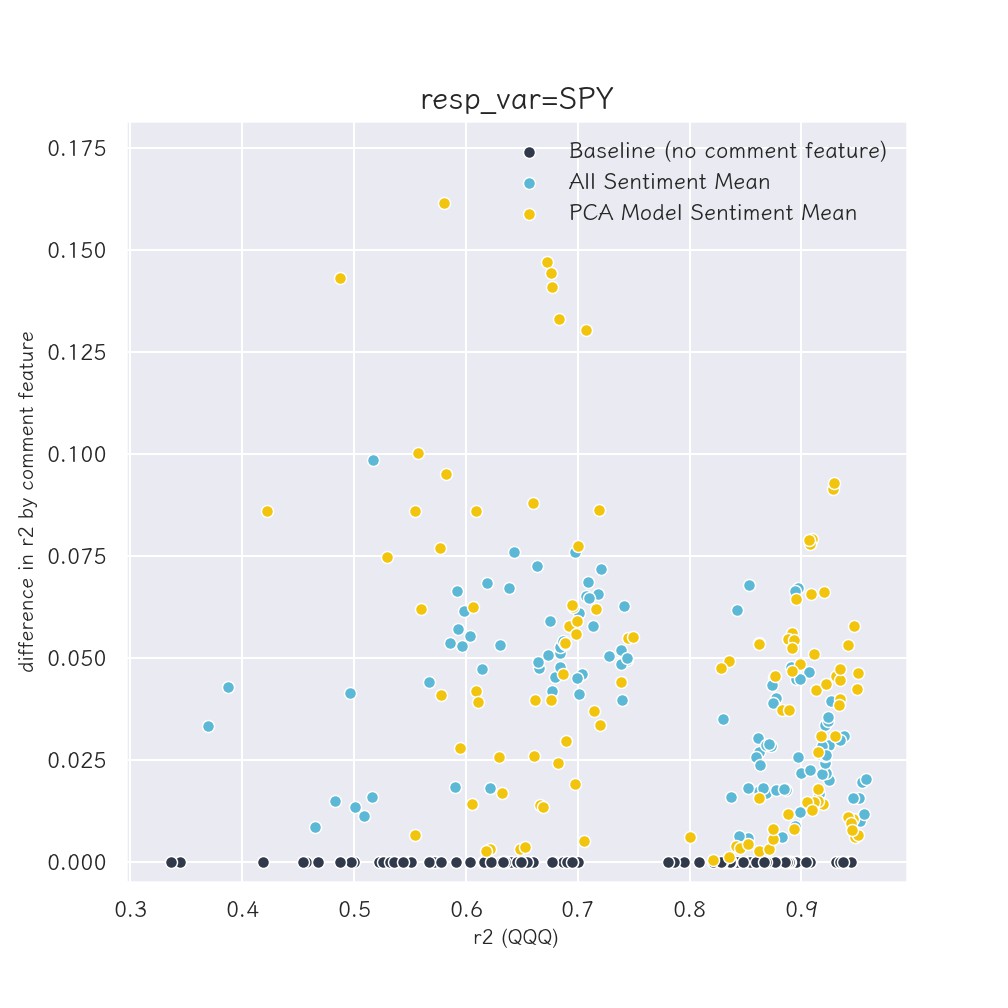 resp_var=SPY
Baseline (no comment feature)
All Sentiment Mean
PCA Model Sentiment Mean
0.175
0.150
0.125
0.100
0.075
0.050
0.025
0.000
difference in r2 by comment feature
0.3 0.4 0.5 0.6 0.7 0.8 0.9
r2 (QQQ)